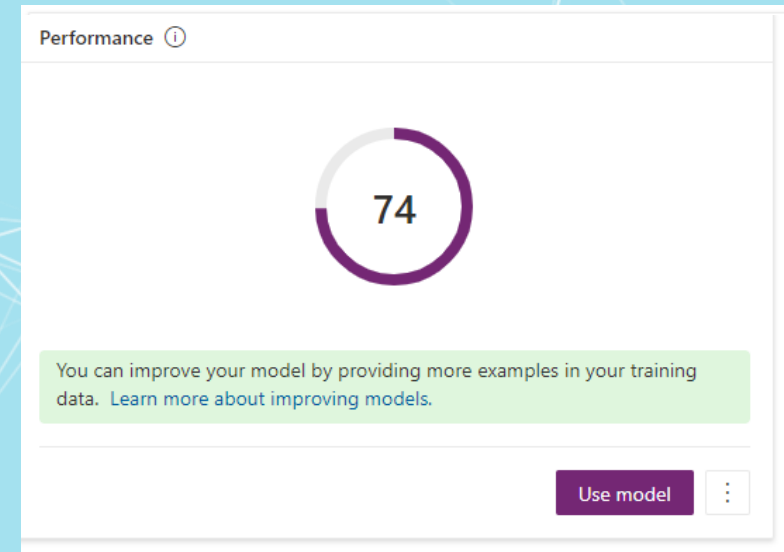 Performance
74
You can improve your model by providing more examples in your training
data. Learn more about improving models.
Use model